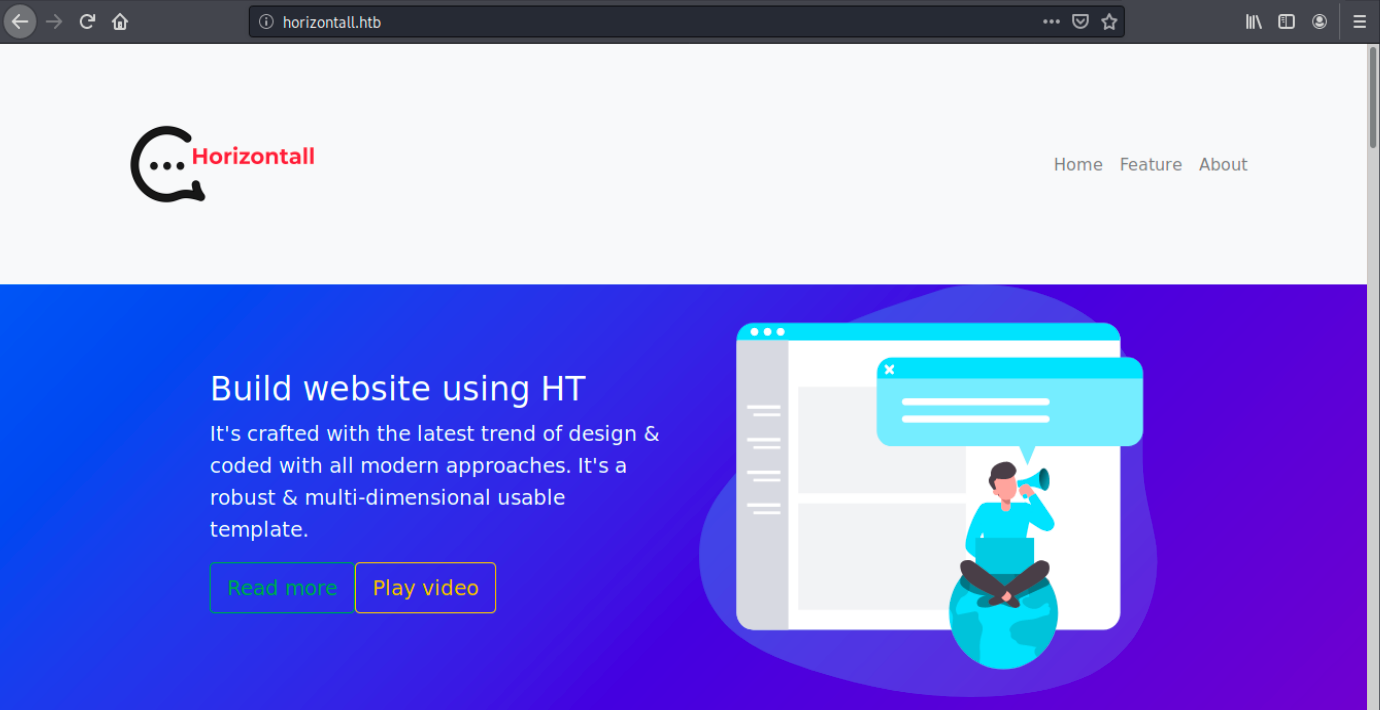 horizontall.htb
Horizontall
Home Feature About
Build website using HT
It's crafted with the latest trend of design &
coded with all modern approaches. It's a
robust & multi-dimensional usable
template.
Read more Play video